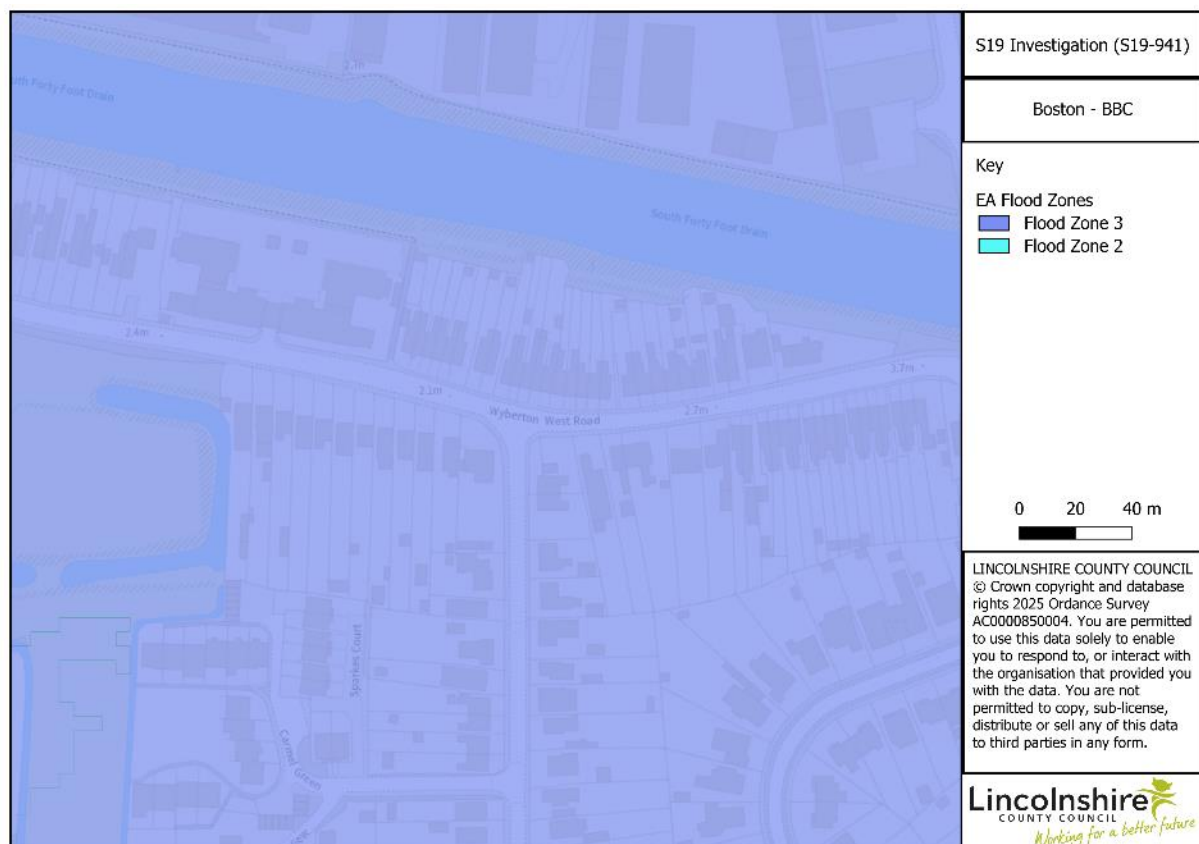 2.1m
South Forty Foot Drain
South Forty Foot Drain
2.4m
2.1m
Wyberton West Road
2.7m
3.7m
Sparkes Court
Carmel Green
S19 Investigation (S19-941)
Boston - BBC
Key
EA Flood Zones
Flood Zone 3
Flood Zone 2
0 20 40 m
LINCOLNSHIRE COUNTY COUNCIL
© Crown copyright and database
rights 2025 Ordance Survey
AC0000850004. You are permitted
to use this data solely to enable
you to respond to, or interact with
the organisation that provided you
with the data. You are not
permitted to copy, sub-license,
distribute or sell any of this data
to third parties in any form.
Lincolnshire
COUNTY COUNCIL
Working for a better future